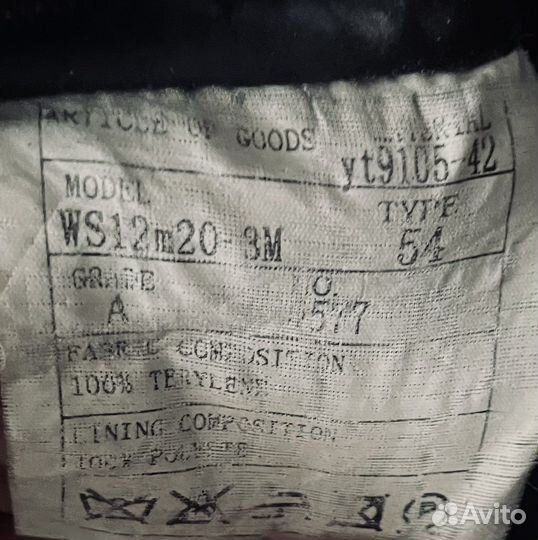 ARTICLE OF GOODS MATERIAL
yt9105-42
MODEL TYPE
WS12m20-3M 54
GRADE
A 577
FABRIC COMPOSITION
100% TERYLENE
LINING COMPOSITION
100%
P
Avito